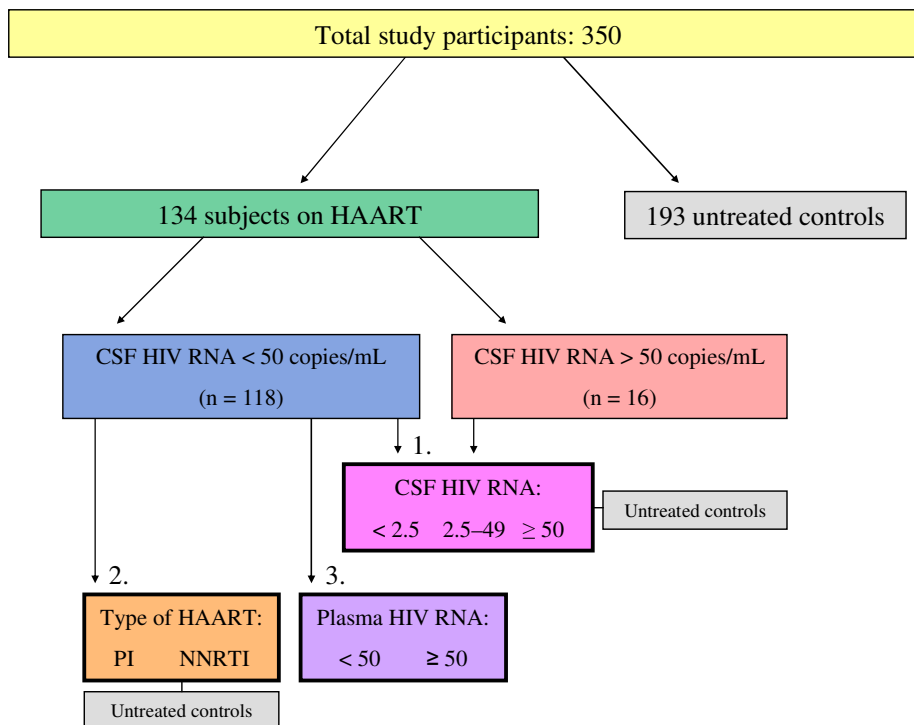 Total study participants: 350
134 subjects on HAART
193 untreated controls
CSF HIV RNA < 50 copies/mL
(n = 118)
CSF HIV RNA > 50 copies/mL
(n = 16)
1.
CSF HIV RNA:
< 2.5 2.5–49 ≥ 50
Untreated controls
2.
Type of HAART:
PI NNRTI
Untreated controls
3.
Plasma HIV RNA:
< 50 ≥ 50